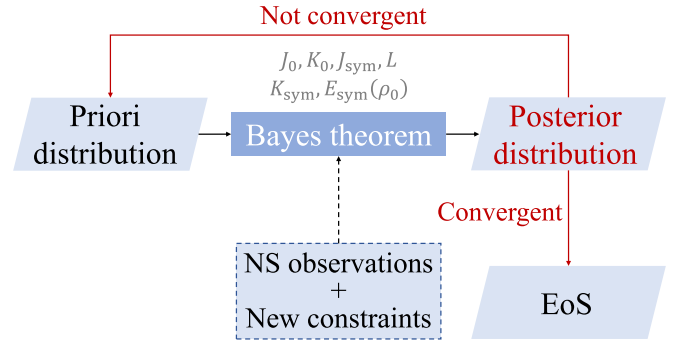 Not convergent
J₀, K₀, Jsym, L
Ksym, Esym(ρ₀)
Priori
distribution
Bayes theorem
Posterior
distribution
Convergent
NS observations
+
New constraints
EoS